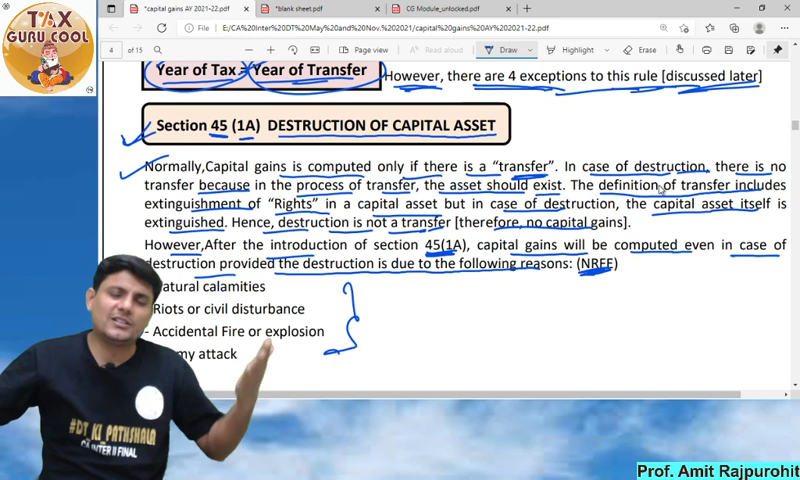 TAX
GURU COOL
*capital gains AY 2021-22.pdf
*blank sheet.pdf
CG Module_unlocked.pdf
File
E:/CA%20Inter%20DT%20May%20and%20Nov.%202021/capital%20gains%20AY%202021-22.pdf
4 of 15
Page view
Read aloud
Draw
Highlight
Erase
Year of Tax = Year of Transfer However, there are 4 exceptions to this rule [discussed later]
Section 45 (1A) DESTRUCTION OF CAPITAL ASSET
Normally,Capital gains is computed only if there is a “transfer”. In case of destruction, there is no
transfer because in the process of transfer, the asset should exist. The definition of transfer includes
extinguishment of “Rights” in a capital asset but in case of destruction, the capital asset itself is
extinguished. Hence, destruction is not a transfer [therefore, no capital gains].
However,After the introduction of section 45(1A), capital gains will be computed even in case of
destruction provided the destruction is due to the following reasons: (NREE)
Natural calamities
Riots or civil disturbance
- Accidental Fire or explosion
attack
#DT KI PATHSHALA
CA INTER II FINAL
Prof. Amit Rajpurohit